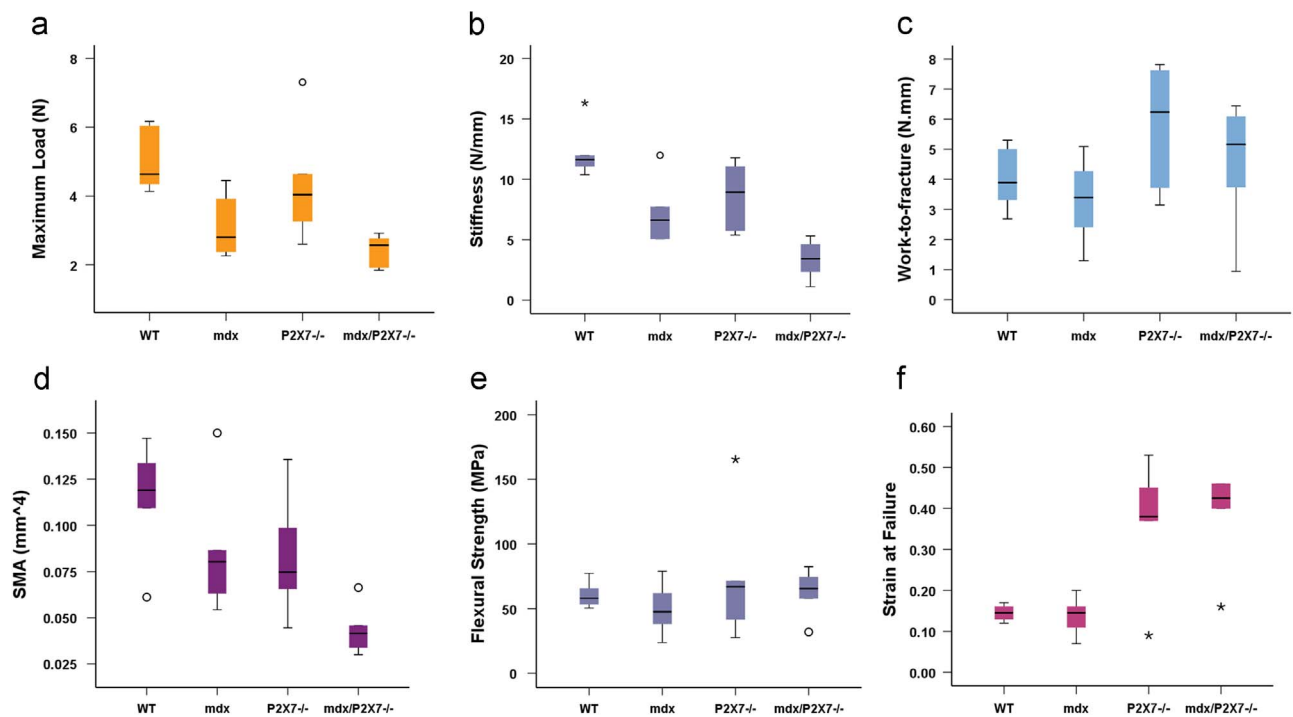 a
Maximum Load (N)
8
6
4
2
WT mdx P2X7-/- mdx/P2X7-/-
b
Stiffness (N/mm)
20
15
10
5
0
*
WT mdx P2X7-/- mdx/P2X7-/-
c
Work-to-fracture (N.mm)
8
7
6
5
4
3
2
1
0
WT mdx P2X7-/- mdx/P2X7-/-
d
SMA (mm^4)
0.150
0.125
0.100
0.075
0.050
0.025
WT mdx P2X7-/- mdx/P2X7-/-
e
Flexural Strength (MPa)
200
150
100
50
0
*
WT mdx P2X7-/- mdx/P2X7-/-
f
Strain at Failure
0.60
0.50
0.40
0.30
0.20
0.10
0.00
* *
WT mdx P2X7-/- mdx/P2X7-/-